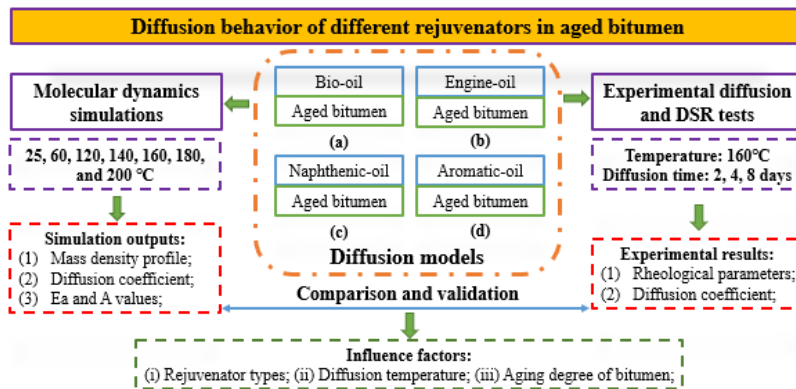 Diffusion behavior of different rejuvenators in aged bitumen
Molecular dynamics
simulations
25, 60, 120, 140, 160, 180,
and 200 ℃
Simulation outputs:
(1) Mass density profile;
(2) Diffusion coefficient;
(3) Ea and A values;
Bio-oil
Aged bitumen
(a)
Engine-oil
Aged bitumen
(b)
Naphthenic-oil
Aged bitumen
(c)
Aromatic-oil
Aged bitumen
(d)
Diffusion models
Experimental diffusion
and DSR tests
Temperature: 160℃
Diffusion time: 2, 4, 8 days
Experimental results:
(1) Rheological parameters;
(2) Diffusion coefficient;
Comparison and validation
Influence factors:
(i) Rejuvenator types; (ii) Diffusion temperature; (iii) Aging degree of bitumen;